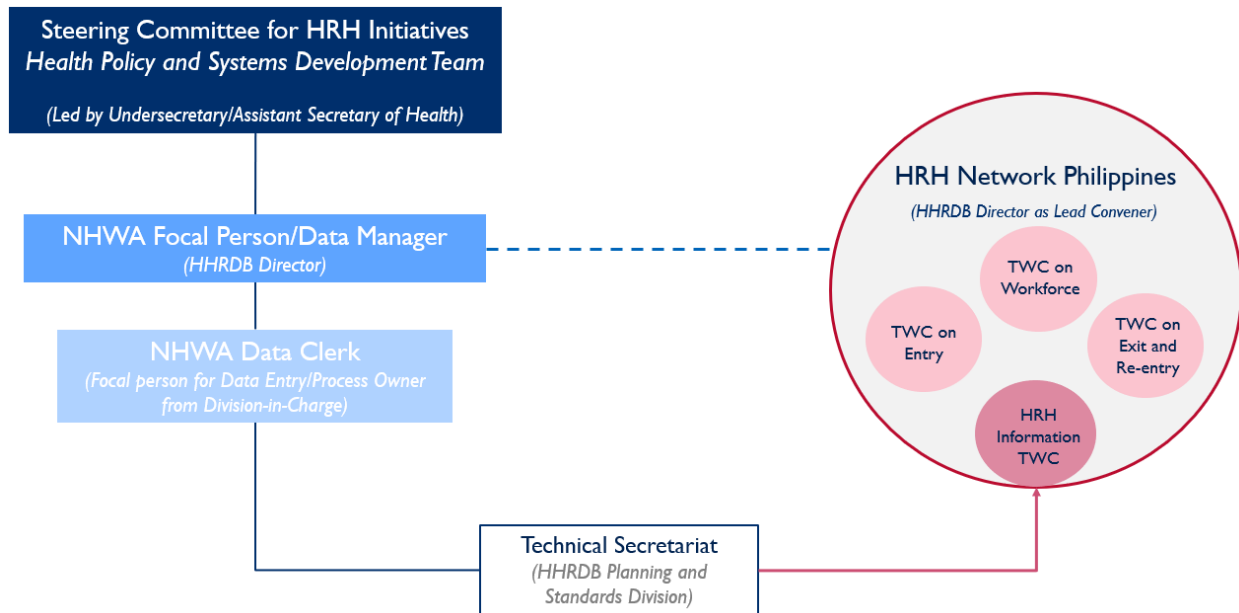 Steering Committee for HRH Initiatives
Health Policy and Systems Development Team
(Led by Undersecretary/Assistant Secretary of Health)
NHWA Focal Person/Data Manager
(HHRDB Director)
NHWA Data Clerk
(Focal person for Data Entry/Process Owner
from Division-in-Charge)
Technical Secretariat
(HHRDB Planning and
Standards Division)
HRH Network Philippines
(HHRDB Director as Lead Convener)
TWC on
Workforce
TWC on
Entry
TWC on
Exit and
Re-entry
HRH
Information
TWC